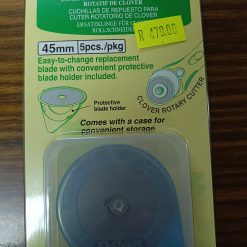 ROTATIF DE CLOVER
CUCHILLAS DE REPUESTO PARA
CUTER ROTATORIO DE CLOVER
ERSATZKLINGE FÜR
ROLLSCHNEIDER
R 479.00
45mm 5pcs./pkg
Easy-to-change replacement
blade with convenient protective
blade holder included.
Protective
blade holder
CLOVER ROTARY CUTTER
Comes with a case for
convenient storage.